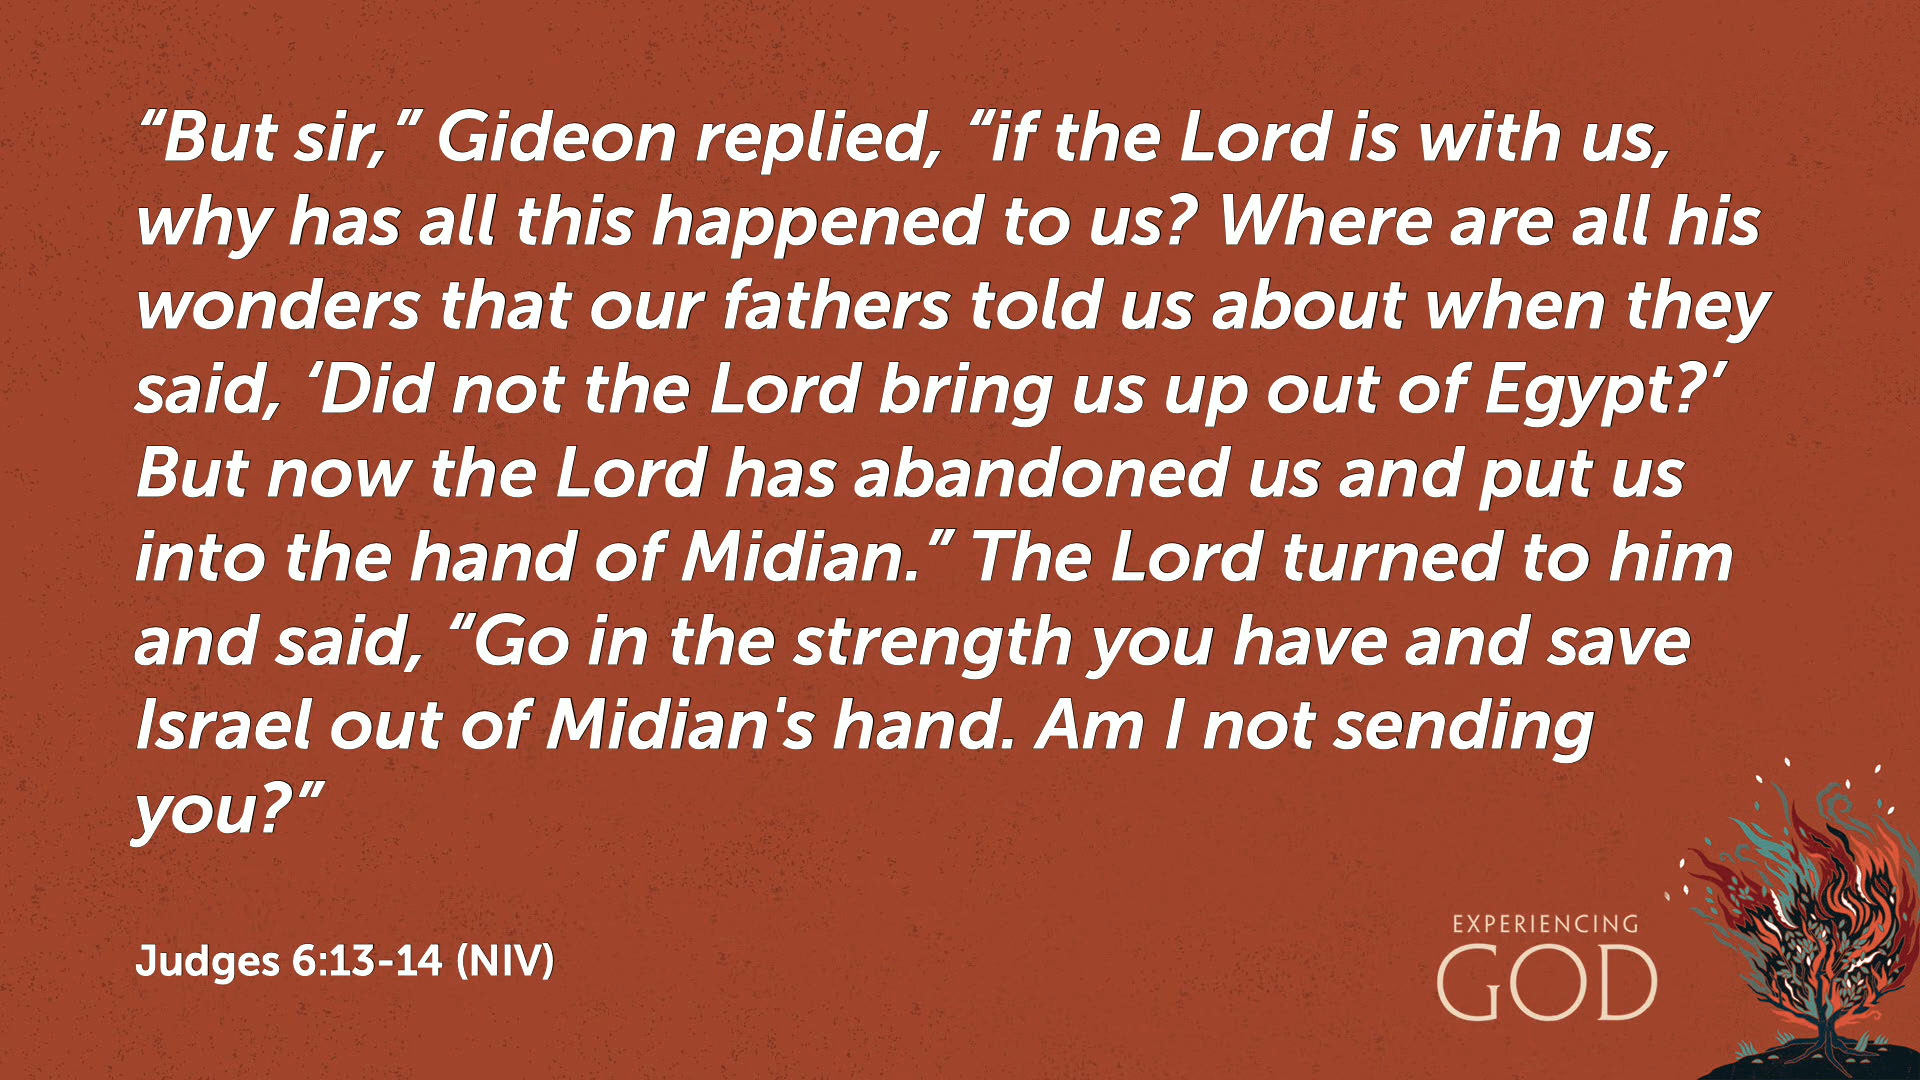 “But sir,” Gideon replied, “if the Lord is with us,
why has all this happened to us? Where are all his
wonders that our fathers told us about when they
said, ‘Did not the Lord bring us up out of Egypt?’
But now the Lord has abandoned us and put us
into the hand of Midian.” The Lord turned to him
and said, “Go in the strength you have and save
Israel out of Midian's hand. Am I not sending
you?”
Judges 6:13-14 (NIV)
EXPERIENCING
GOD